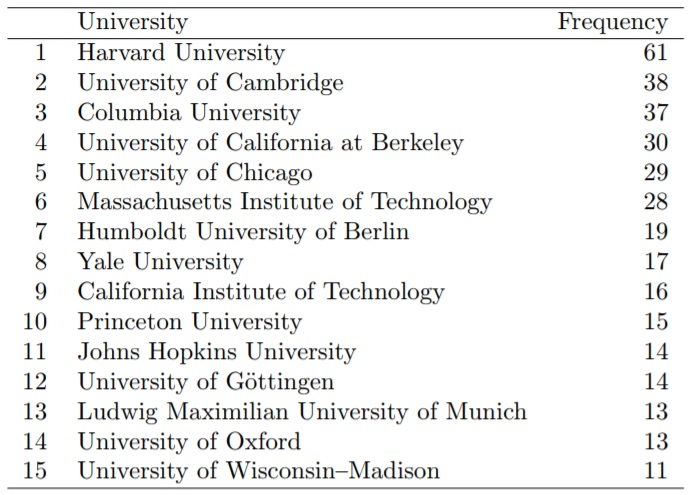 University Frequency
1 Harvard University 61
2 University of Cambridge 38
3 Columbia University 37
4 University of California at Berkeley 30
5 University of Chicago 29
6 Massachusetts Institute of Technology 28
7 Humboldt University of Berlin 19
8 Yale University 17
9 California Institute of Technology 16
10 Princeton University 15
11 Johns Hopkins University 14
12 University of Göttingen 14
13 Ludwig Maximilian University of Munich 13
14 University of Oxford 13
15 University of Wisconsin–Madison 11